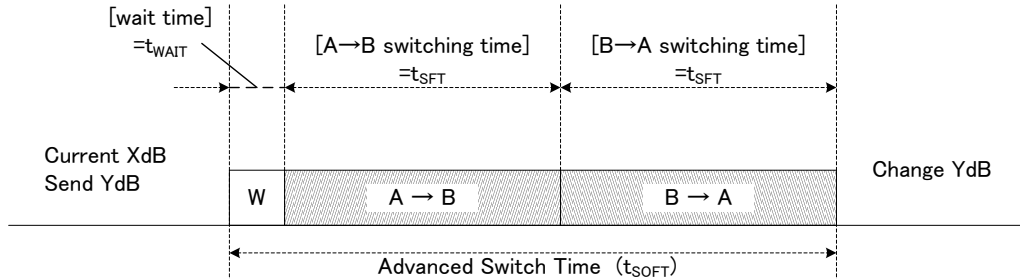 [wait time]
=tWAIT
[A→B switching time]
=tSFT
[B→A switching time]
=tSFT
Current XdB
Send YdB
Change YdB
W
A → B
B → A
Advanced Switch Time (tSOFT)